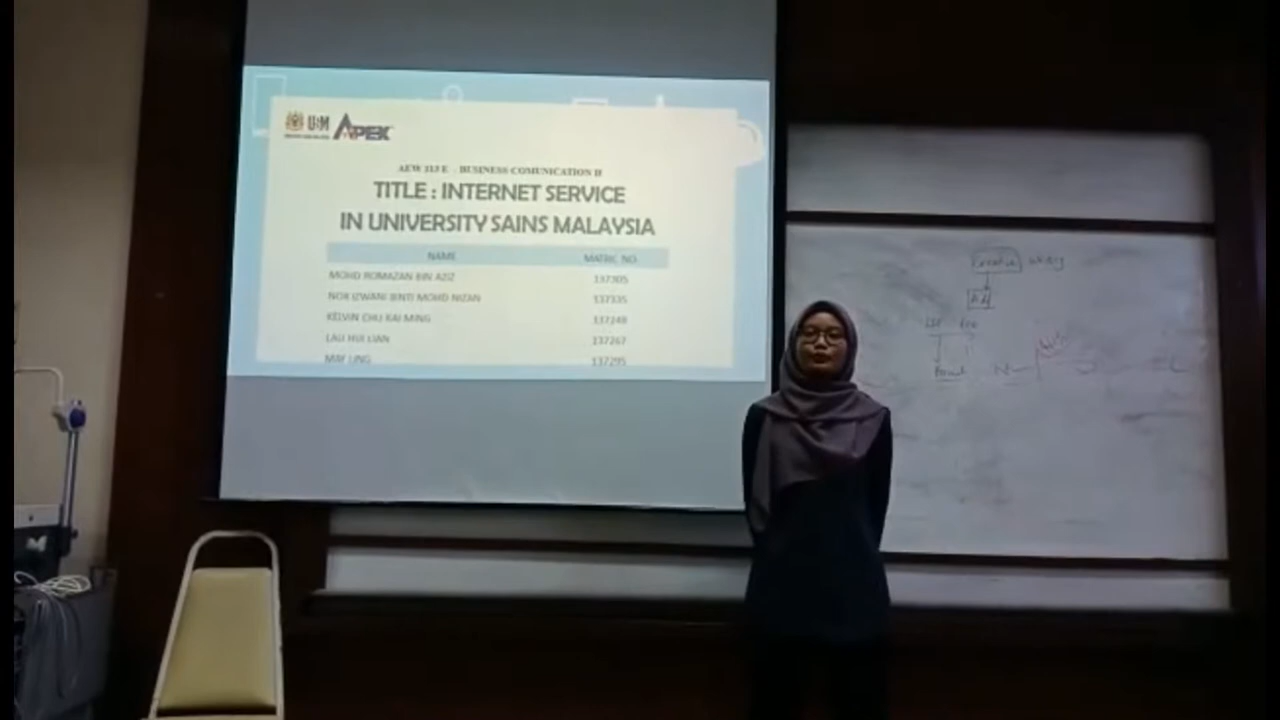 USM APEX
AEW 313 E BUSINESS COMUNICATION II
TITLE : INTERNET SERVICE
IN UNIVERSITY SAINS MALAYSIA
NAME MATRIC NO
MOHD ROMAZAN BIN AZIZ 137305
NOR IZWANI BINTI MOHD NIZAN 137335
KELVIN CHU KAI MING 137248
LAU HUI LIAN 137267
MAY LING 137295